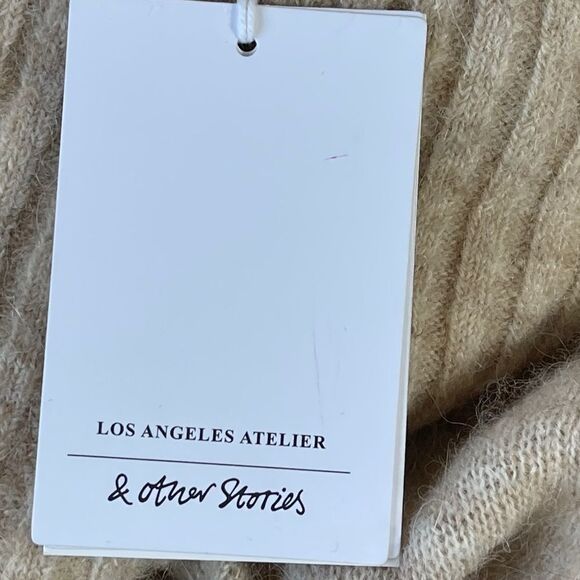 LOS ANGELES ATELIER
& other Stories